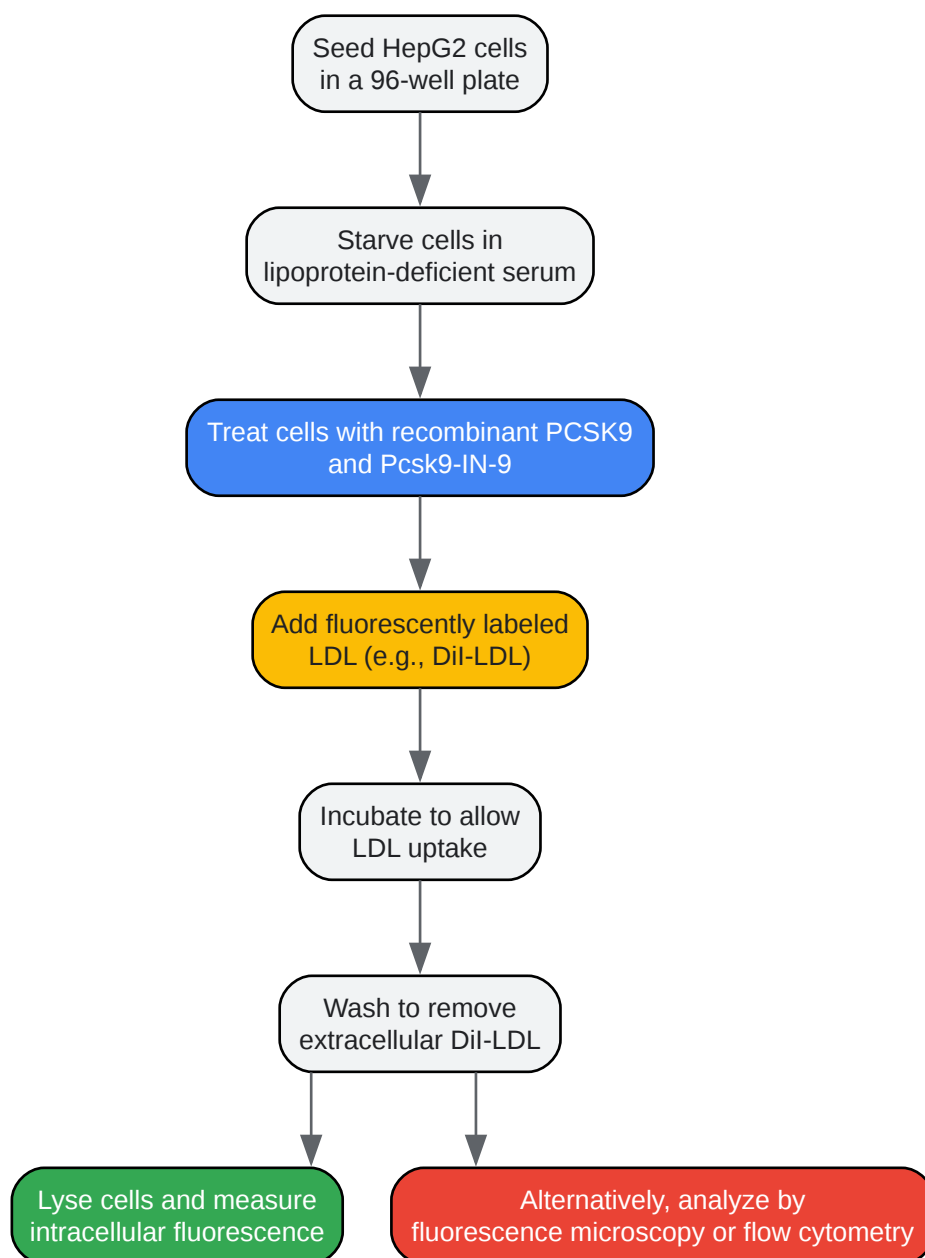 Seed HepG2 cells
in a 96-well plate
Starve cells in
lipoprotein-deficient serum
Treat cells with recombinant PCSK9
and Pcsk9-IN-9
Add fluorescently labeled
LDL (e.g., DiI-LDL)
Incubate to allow
LDL uptake
Wash to remove
extracellular DiI-LDL
Lyse cells and measure
intracellular fluorescence
Alternatively, analyze by
fluorescence microscopy or flow cytometry